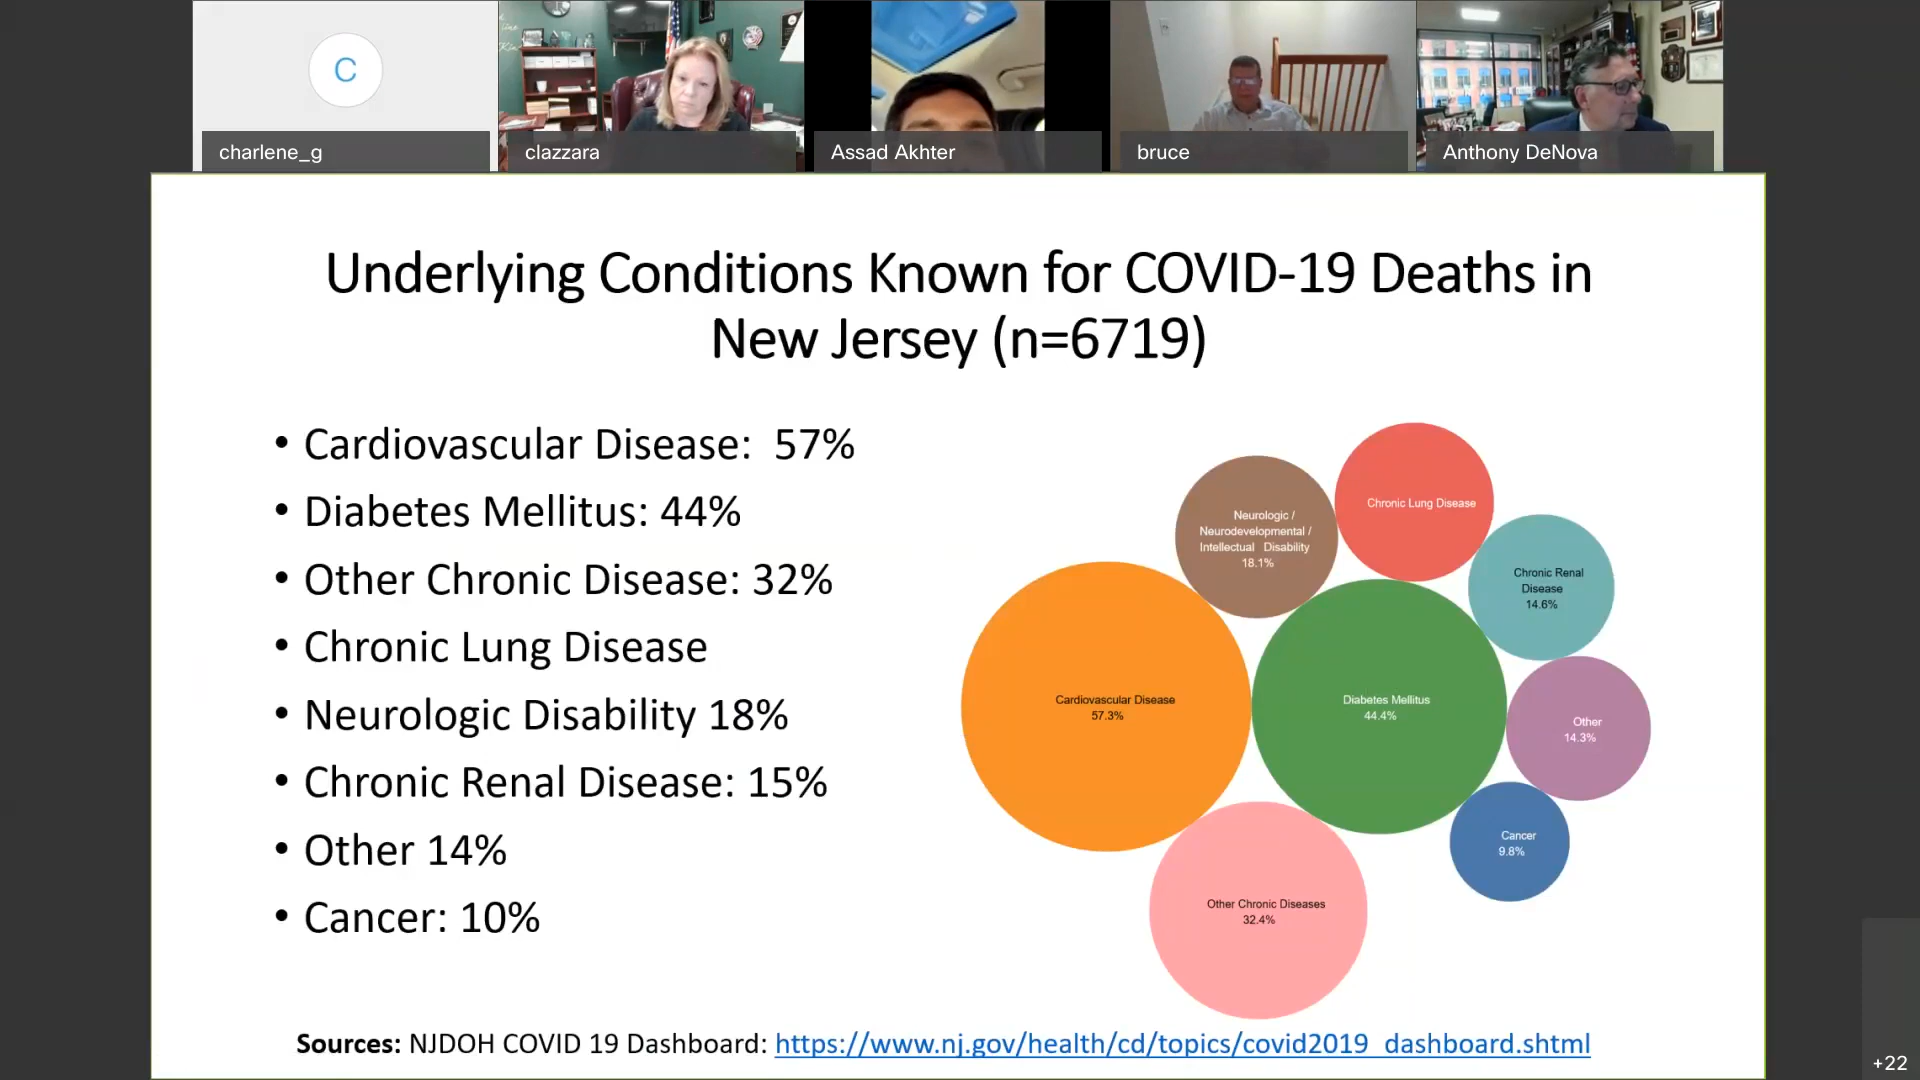 C
charlene_g
clazzara
Assad Akhter
bruce
Anthony DeNova
Underlying Conditions Known for COVID-19 Deaths in
New Jersey (n=6719)
• Cardiovascular Disease: 57%
• Diabetes Mellitus: 44%
• Other Chronic Disease: 32%
• Chronic Lung Disease
• Neurologic Disability 18%
• Chronic Renal Disease: 15%
• Other 14%
• Cancer: 10%
Chronic Lung Disease
Neurologic /
Neurodevelopmental /
Intellectual Disability
18.1%
Chronic Renal
Disease
14.6%
Cardiovascular Disease
57.3%
Diabetes Mellitus
44.4%
Other
14.3%
Cancer
9.8%
Other Chronic Diseases
32.4%
Sources: NJDOH COVID 19 Dashboard: https://www.nj.gov/health/cd/topics/covid2019_dashboard.shtml
+22